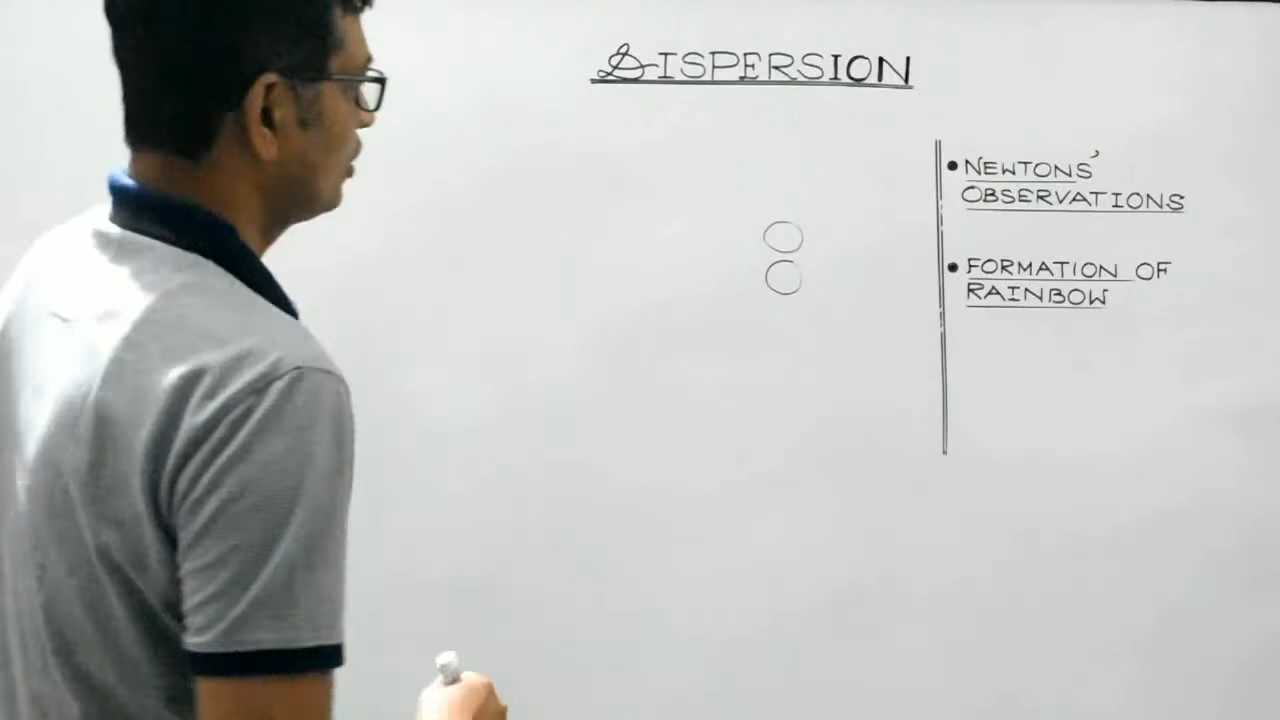 DISPERSION
• NEWTONS'
OBSERVATIONS
• FORMATION OF
RAINBOW